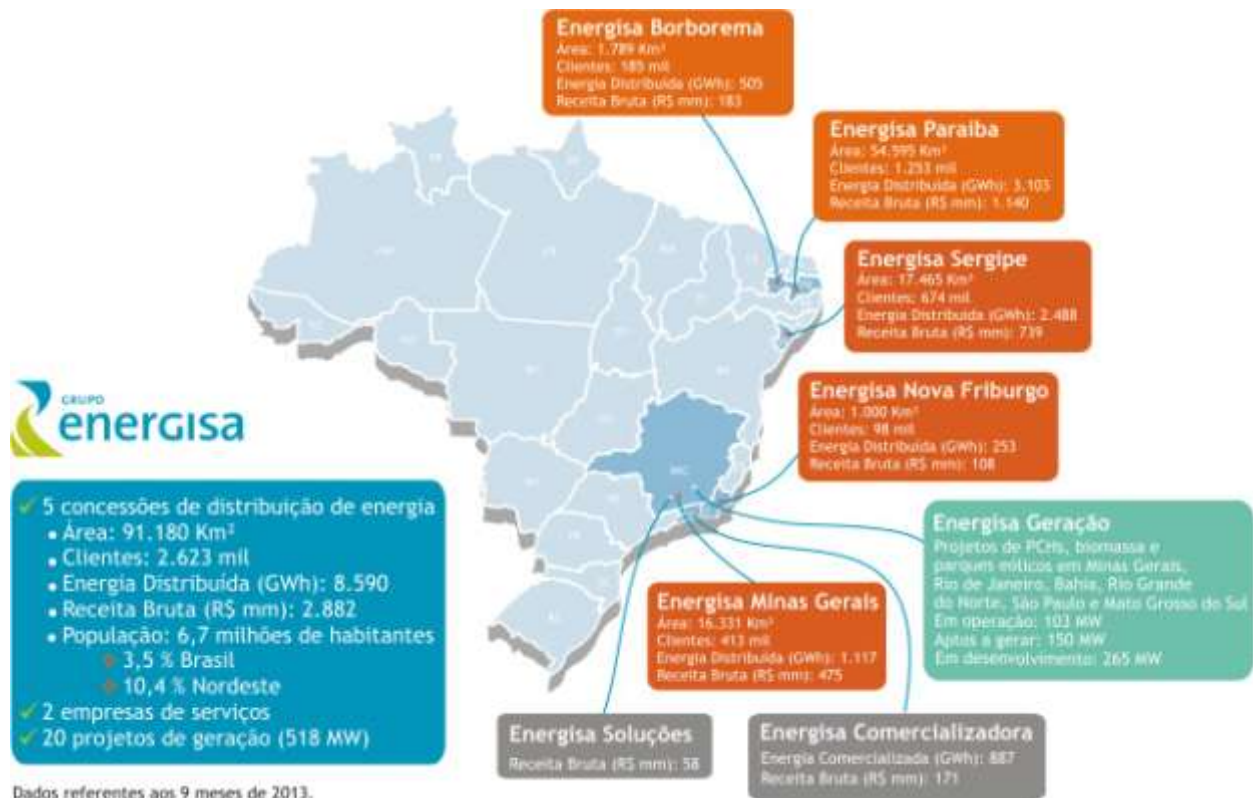 Energisa Borborema
Área: 1.789 Km²
Clientes: 185 mil
Energia Distribuída (GWh): 505
Receita Bruta (R$ mm): 183
Energisa Paraíba
Área: 54.595 Km²
Clientes: 1.253 mil
Energia Distribuída (GWh): 3.103
Receita Bruta (R$ mm): 1.140
Energisa Sergipe
Área: 17.465 Km²
Clientes: 674 mil
Energia Distribuída (GWh): 2.488
Receita Bruta (R$ mm): 739
Energisa Nova Friburgo
Área: 1.000 Km²
Clientes: 98 mil
Energia Distribuída (GWh): 253
Receita Bruta (R$ mm): 108
GRUPO
energisa
✓ 5 concessões de distribuição de energia
• Área: 91.180 Km²
• Clientes: 2.623 mil
• Energia Distribuída (GWh): 8.590
• Receita Bruta (R$ mm): 2.882
• População: 6,7 milhões de habitantes
3,5 % Brasil
10,4 % Nordeste
✓ 2 empresas de serviços
✓ 20 projetos de geração (518 MW)
Energisa Geração
Projetos de PCHs, biomassa e
parques eólicos em Minas Gerais,
Rio de Janeiro, Bahia, Rio Grande
do Norte, São Paulo e Mato Grosso do Sul
Em operação: 103 MW
Aptos a gerar: 150 MW
Em desenvolvimento: 265 MW
Energisa Minas Gerais
Área: 16.331 Km²
Clientes: 413 mil
Energia Distribuída (GWh): 1.117
Receita Bruta (R$ mm): 475
Energisa Soluções
Receita Bruta (R$ mm): 58
Energisa Comercializadora
Energia Comercializada (GWh): 887
Receita Bruta (R$ mm): 171
Dados referentes aos 9 meses de 2013.